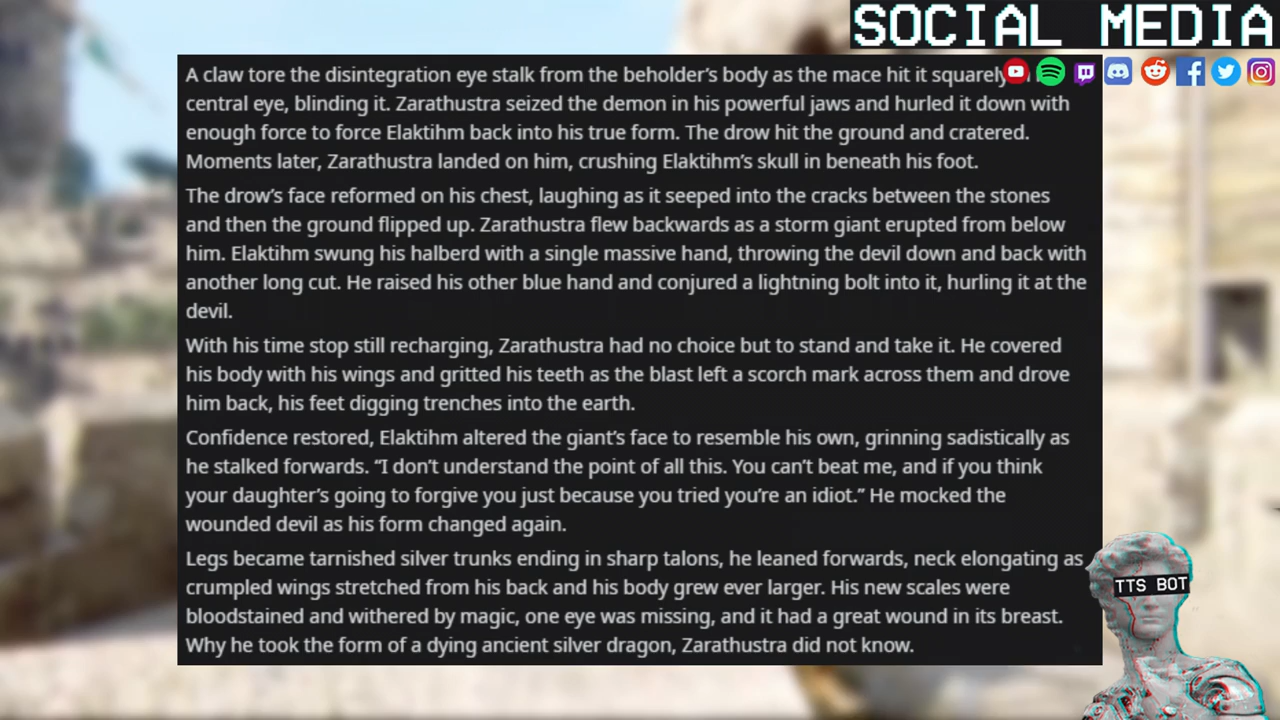 SOCIAL MEDIA
A claw tore the disintegration eye stalk from the beholder's body as the mace hit it squarely
central eye, blinding it. Zarathustra seized the demon in his powerful jaws and hurled it down with
enough force to force Elaktihm back into his true form. The drow hit the ground and cratered.
Moments later, Zarathustra landed on him, crushing Elaktihm's skull in beneath his foot.
The drow's face reformed on his chest, laughing as it seeped into the cracks between the stones
and then the ground flipped up. Zarathustra flew backwards as a storm giant erupted from below
him. Elaktihm swung his halberd with a single massive hand, throwing the devil down and back with
another long cut. He raised his other blue hand and conjured a lightning bolt into it, hurling it at the
devil.
With his time stop still recharging, Zarathustra had no choice but to stand and take it. He covered
his body with his wings and gritted his teeth as the blast left a scorch mark across them and drove
him back, his feet digging trenches into the earth.
Confidence restored, Elaktihm altered the giant's face to resemble his own, grinning sadistically as
he stalked forwards. “I don't understand the point of all this. You can't beat me, and if you think
your daughter's going to forgive you just because you tried you're an idiot.” He mocked the
wounded devil as his form changed again.
Legs became tarnished silver trunks ending in sharp talons, he leaned forwards, neck elongating as
crumpled wings stretched from his back and his body grew ever larger. His new scales were
bloodstained and withered by magic, one eye was missing, and it had a great wound in its breast.
Why he took the form of a dying ancient silver dragon, Zarathustra did not know.
TTS BOT